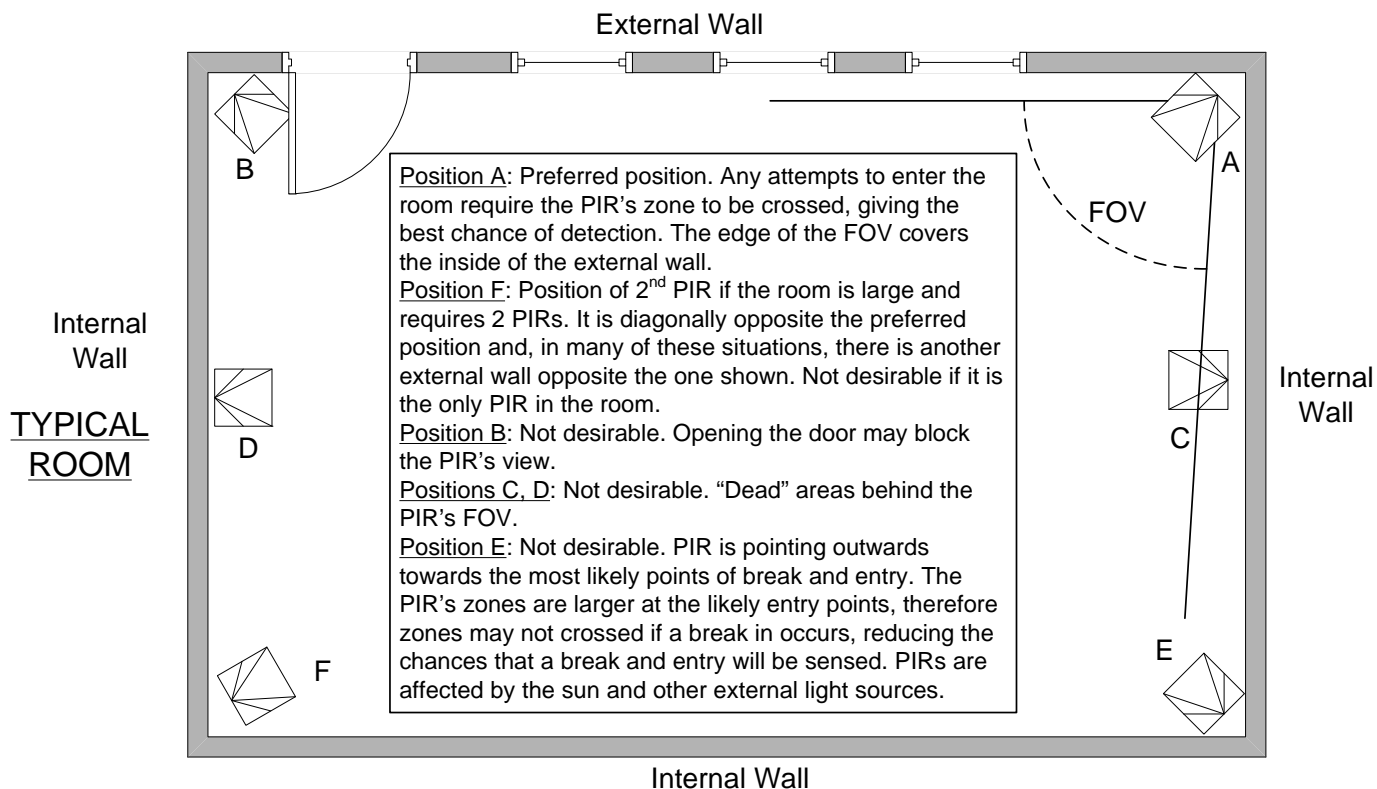 External Wall
B
A
FOV
Position A: Preferred position. Any attempts to enter the
room require the PIR's zone to be crossed, giving the
best chance of detection. The edge of the FOV covers
the inside of the external wall.
Position F: Position of 2nd PIR if the room is large and
requires 2 PIRs. It is diagonally opposite the preferred
position and, in many of these situations, there is another
external wall opposite the one shown. Not desirable if it is
the only PIR in the room.
Position B: Not desirable. Opening the door may block
the PIR's view.
Positions C, D: Not desirable. “Dead” areas behind the
PIR's FOV.
Position E: Not desirable. PIR is pointing outwards
towards the most likely points of break and entry. The
PIR's zones are larger at the likely entry points, therefore
zones may not crossed if a break in occurs, reducing the
chances that a break and entry will be sensed. PIRs are
affected by the sun and other external light sources.
Internal
Wall
TYPICAL
ROOM
D
C
Internal
Wall
F
E
Internal Wall